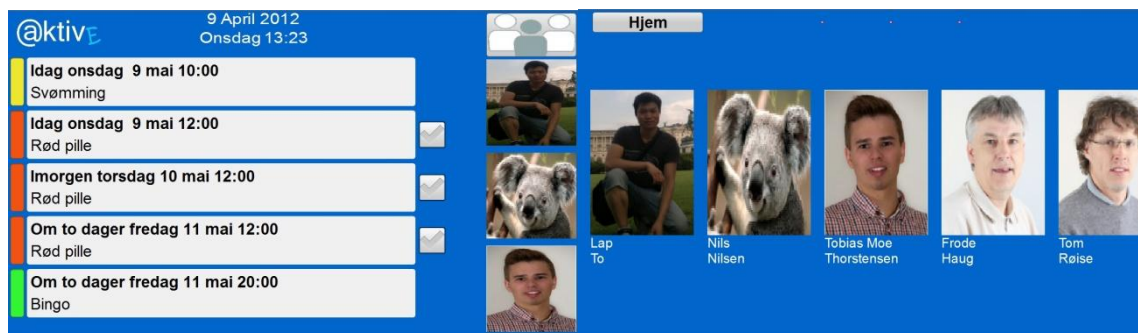 @ktivE
9 April 2012
Onsdag 13:23
Idag onsdag 9 mai 10:00
Svømming
Idag onsdag 9 mai 12:00
Rød pille
Imorgen torsdag 10 mai 12:00
Rød pille
Om to dager fredag 11 mai 12:00
Rød pille
Om to dager fredag 11 mai 20:00
Bingo
Hjem
Lap
To
Nils
Nilsen
Tobias Moe
Thorstensen
Frode
Haug
Tom
Røise